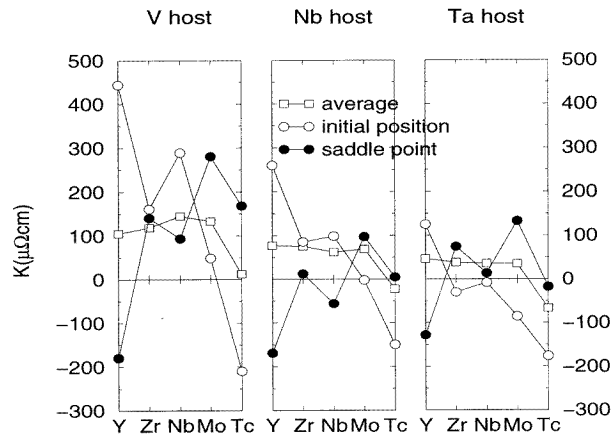 V host Nb host Ta host
500 500
400 400
average
initial position
saddle point
300 300
200 200
100 100
K(μΩcm)
0 0
−100 −100
−200 −200
−300 −300
Y Zr Nb Mo Tc Y Zr Nb Mo Tc Y Zr Nb Mo Tc